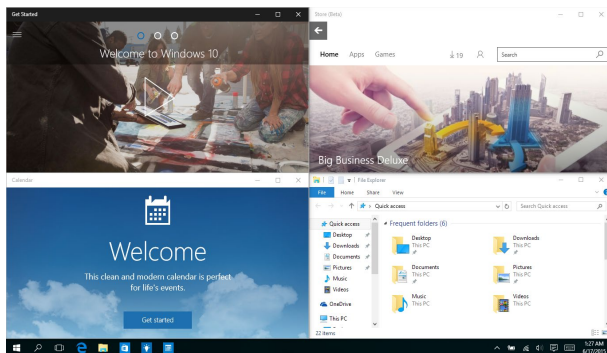 Get Started
Welcome to Windows 10
Store (Beta)
Home Apps Games
19
Search
Big Business Deluxe
Calendar
Welcome
This clean and modern calendar is perfect
for life's events.
Get started
File Explorer
File Home Share View
Quick access
Search Quick access
Quick access
Desktop
Downloads
Documents
Pictures
Music
Videos
OneDrive
This PC
Frequent folders (6)
Desktop
This PC
Downloads
This PC
Documents
This PC
Pictures
This PC
Music
This PC
Videos
This PC
22 items
1:27 AM
6/17/2015